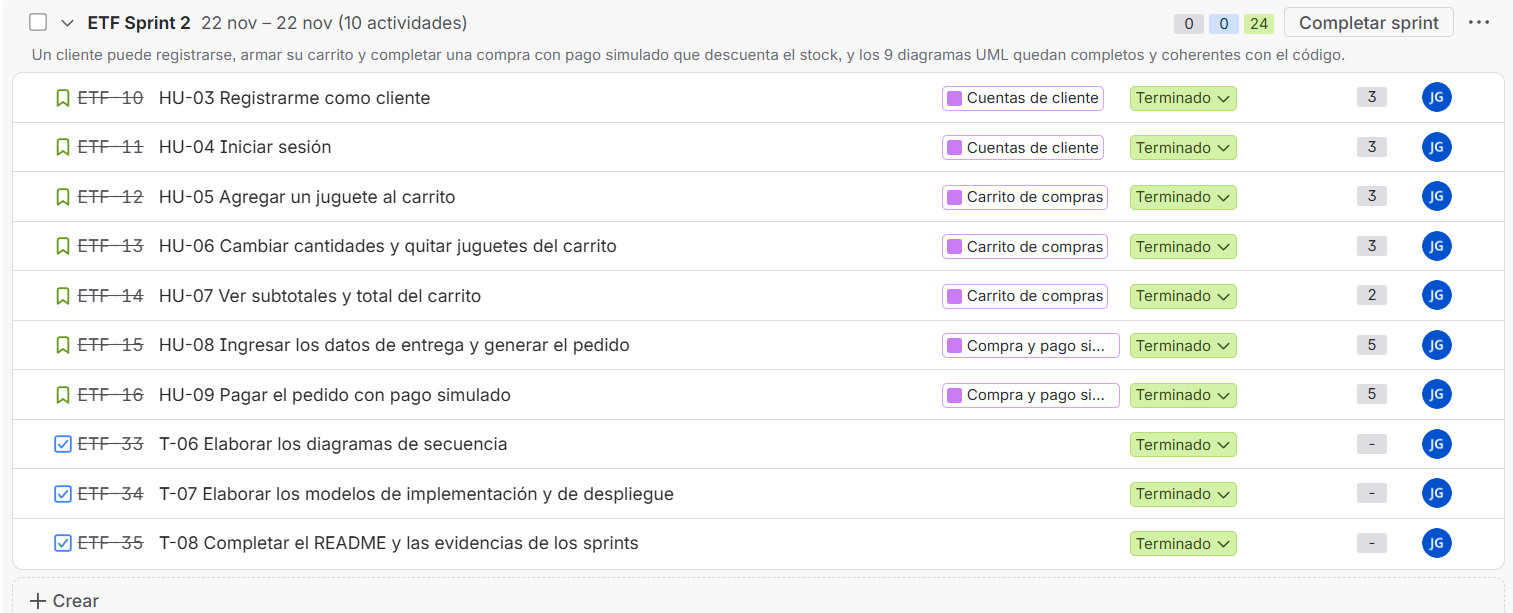 ETF Sprint 2 22 nov – 22 nov (10 actividades) 0 0 24 Completar sprint
Un cliente puede registrarse, armar su carrito y completar una compra con pago simulado que descuenta el stock, y los 9 diagramas UML quedan completos y coherentes con el código.
ETF-10 HU-03 Registrarme como cliente Cuentas de cliente Terminado 3 JG
ETF-11 HU-04 Iniciar sesión Cuentas de cliente Terminado 3 JG
ETF-12 HU-05 Agregar un juguete al carrito Carrito de compras Terminado 3 JG
ETF-13 HU-06 Cambiar cantidades y quitar juguetes del carrito Carrito de compras Terminado 3 JG
ETF-14 HU-07 Ver subtotales y total del carrito Carrito de compras Terminado 2 JG
ETF-15 HU-08 Ingresar los datos de entrega y generar el pedido Compra y pago si... Terminado 5 JG
ETF-16 HU-09 Pagar el pedido con pago simulado Compra y pago si... Terminado 5 JG
ETF-33 T-06 Elaborar los diagramas de secuencia Terminado - JG
ETF-34 T-07 Elaborar los modelos de implementación y de despliegue Terminado - JG
ETF-35 T-08 Completar el README y las evidencias de los sprints Terminado - JG
+ Crear